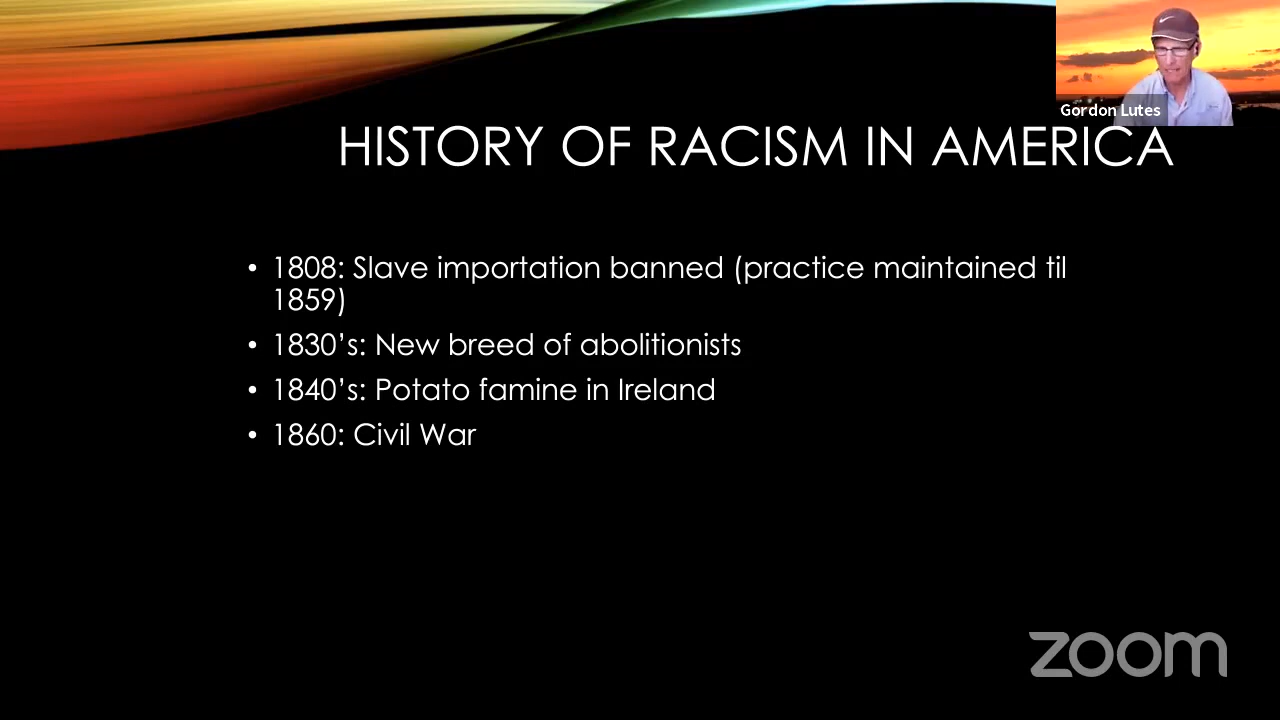 Gordon Lutes
HISTORY OF RACISM IN AMERICA
• 1808: Slave importation banned (practice maintained til
1859)
• 1830’s: New breed of abolitionists
• 1840’s: Potato famine in Ireland
• 1860: Civil War
zoom